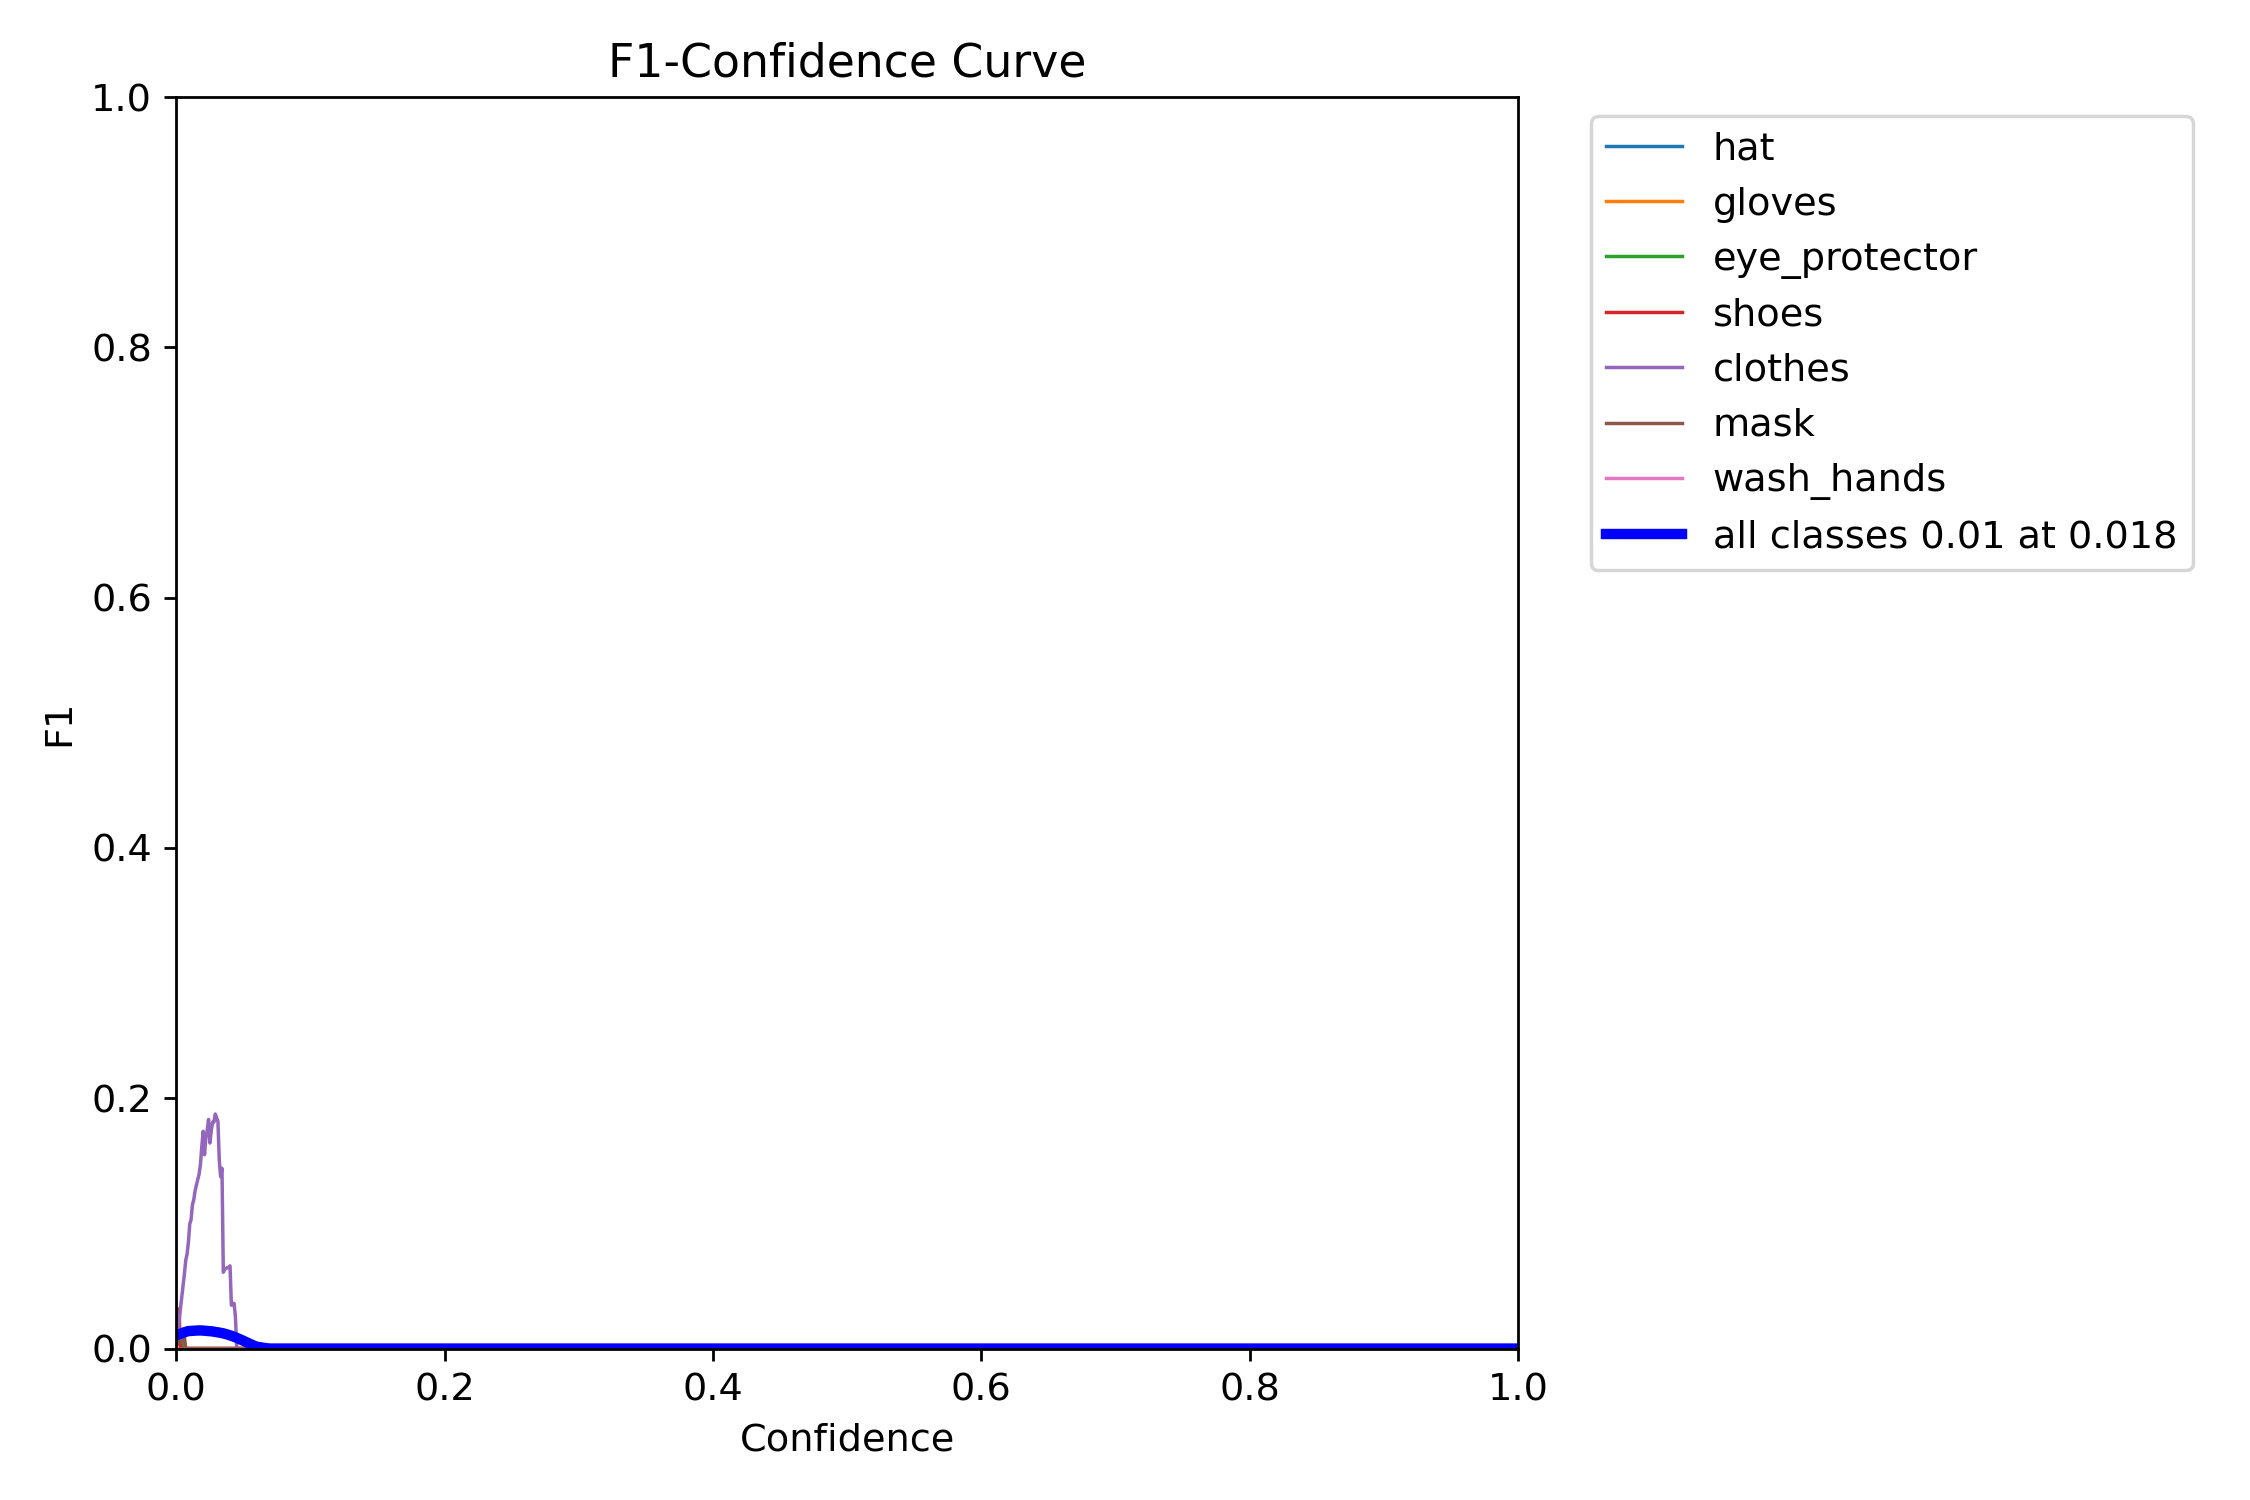 F1-Confidence Curve
1.0
0.8
0.6
0.4
0.2
0.0
F1
0.0 0.2 0.4 0.6 0.8 1.0
Confidence
hat
gloves
eye_protector
shoes
clothes
mask
wash_hands
all classes 0.01 at 0.018